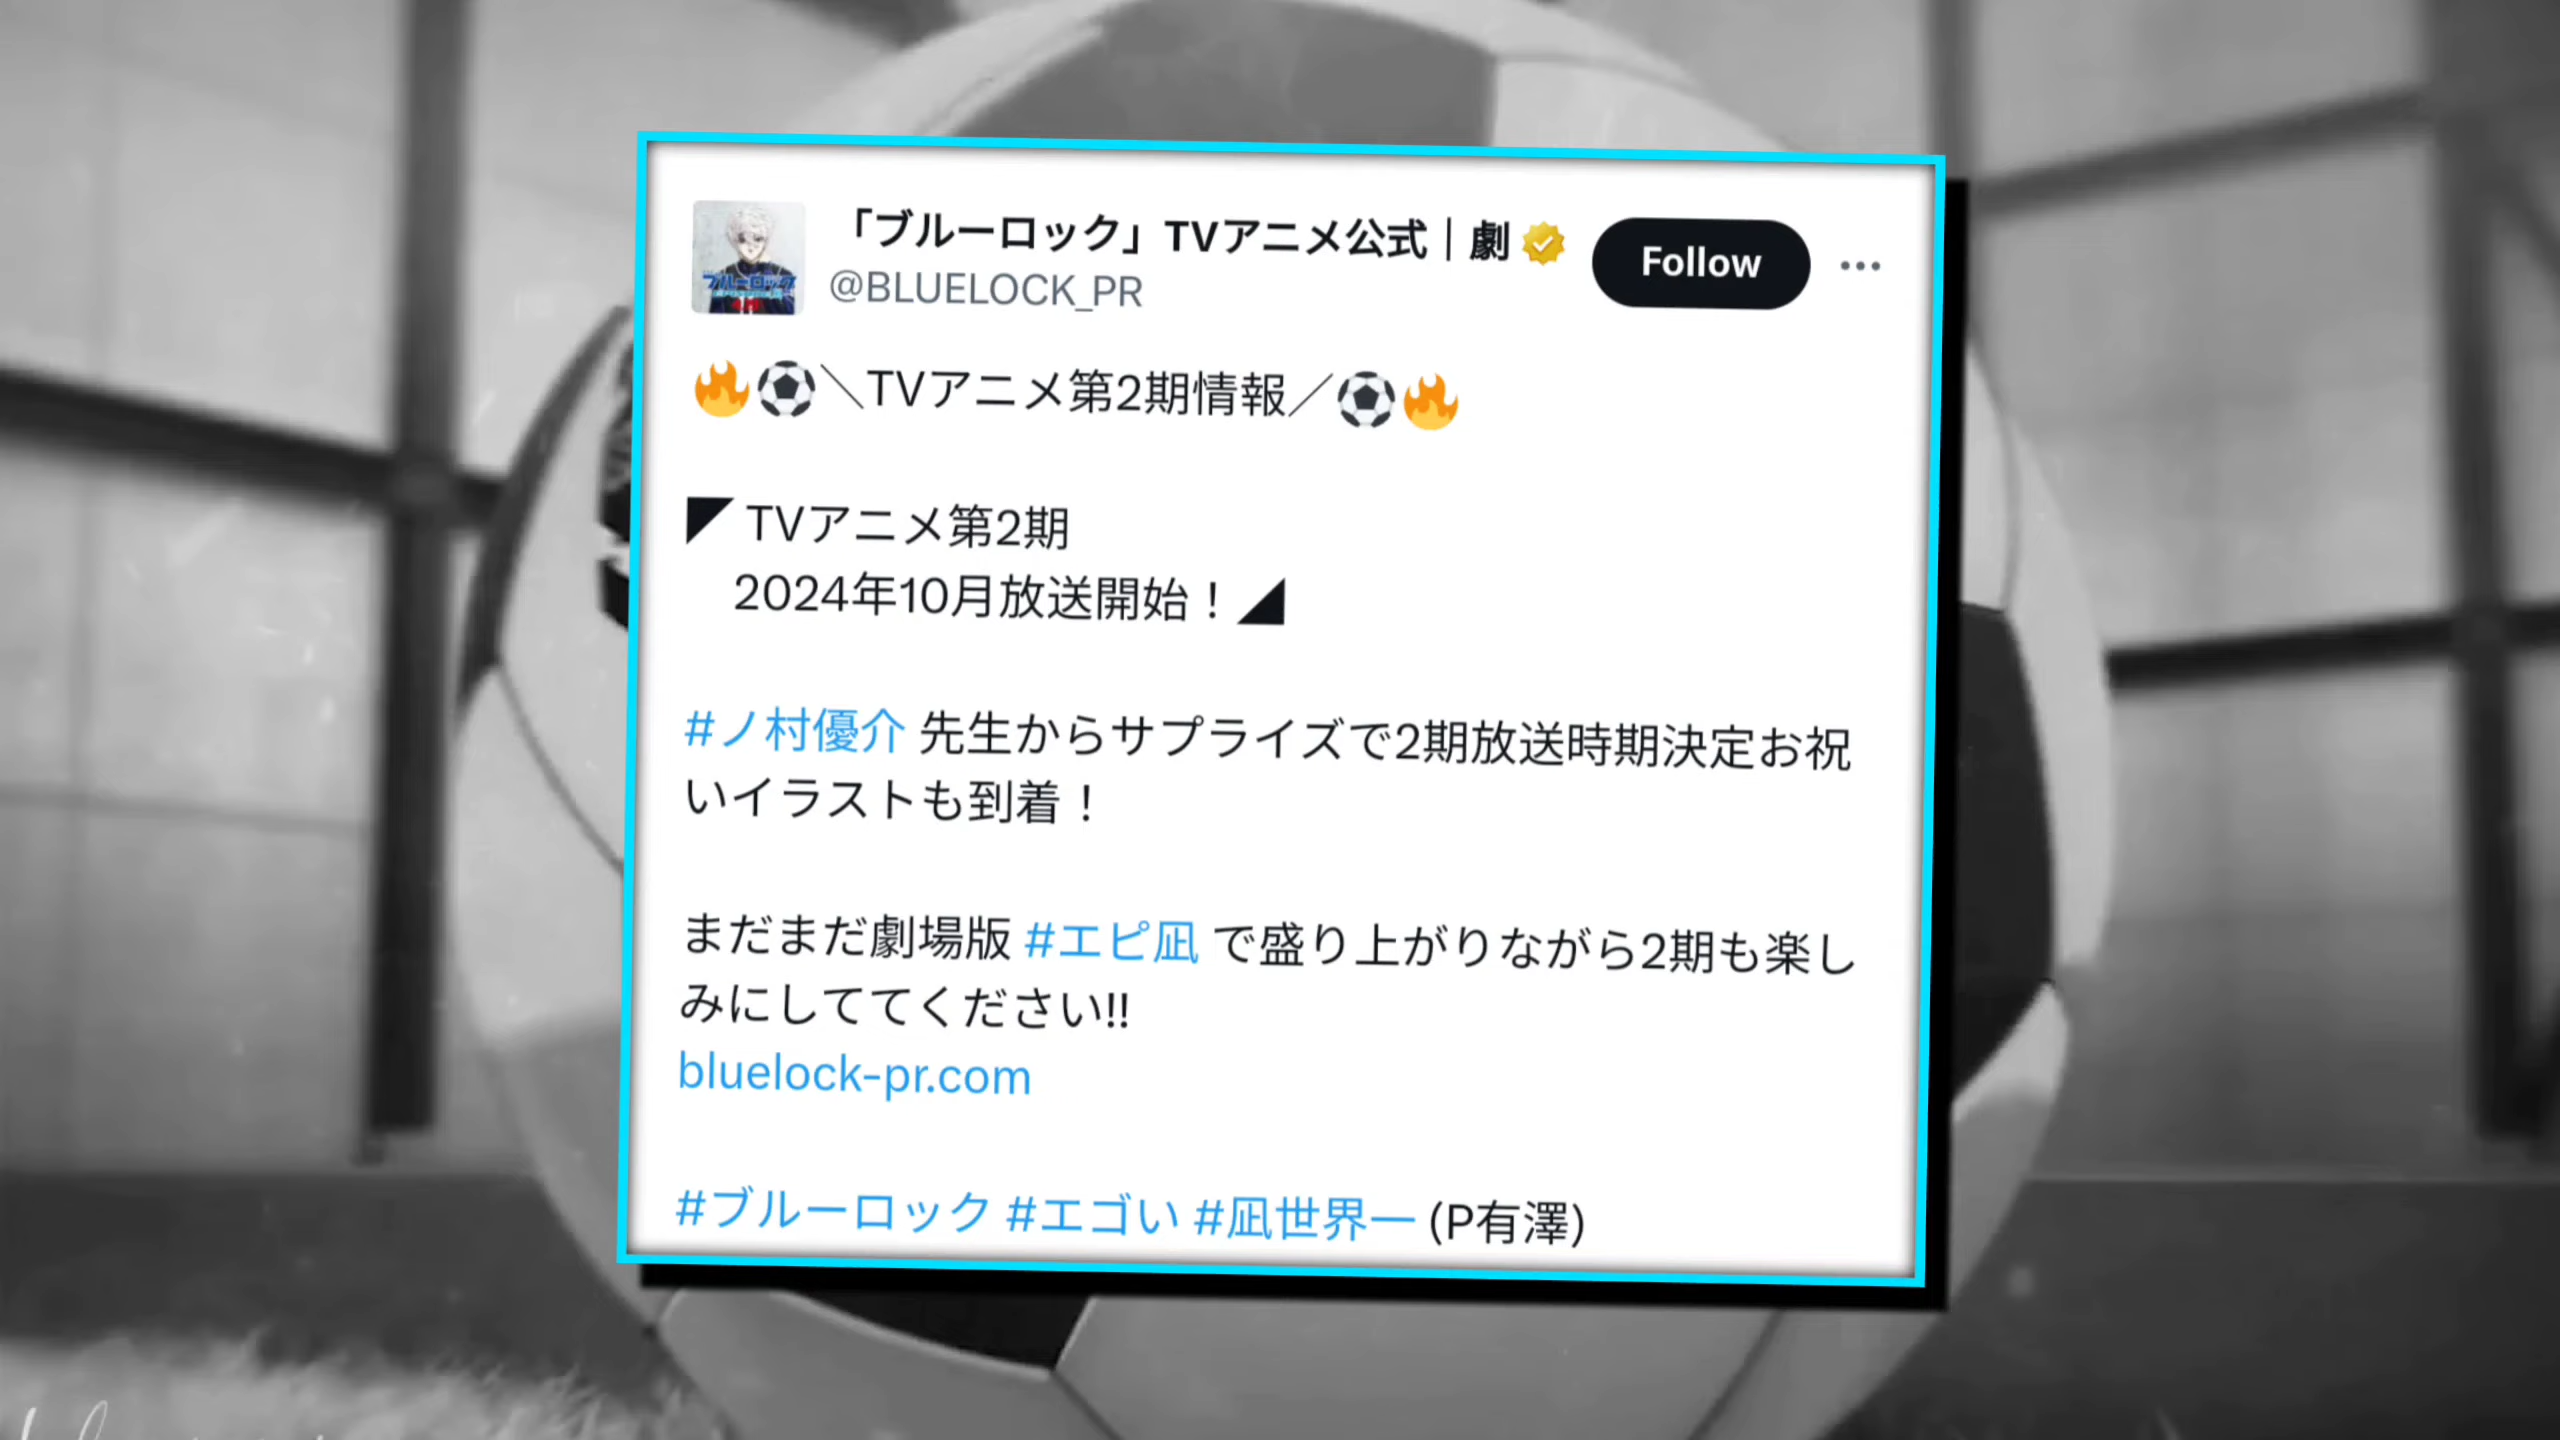 「ブルーロック」TVアニメ公式｜劇
Follow
@BLUELOCK_PR
🔥⚽＼TVアニメ第2期情報／⚽🔥
◤ TVアニメ第2期
2024年10月放送開始！◢
#ノ村優介 先生からサプライズで2期放送時期決定お祝
いイラストも到着！
まだまだ劇場版 #エピ凪 で盛り上がりながら2期も楽し
みにしててください!!
bluelock-pr.com
#ブルーロック #エゴい #凪世界一 (P有澤)